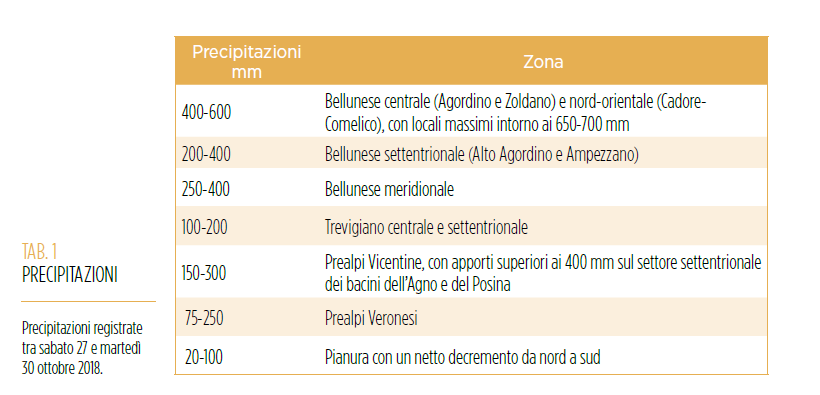 Precipitazioni
mm
Zona
400-600
Bellunese centrale (Agordino e Zoldano) e nord-orientale (Cadore-
Comelico), con locali massimi intorno ai 650-700 mm
200-400
Bellunese settentrionale (Alto Agordino e Ampezzano)
250-400
Bellunese meridionale
100-200
Trevigiano centrale e settentrionale
150-300
Prealpi Vicentine, con apporti superiori ai 400 mm sul settore settentrionale
dei bacini dell'Agno e del Posina
75-250
Prealpi Veronesi
20-100
Pianura con un netto decremento da nord a sud
TAB. 1
PRECIPITAZIONI
Precipitazioni registrate
tra sabato 27 e martedì
30 ottobre 2018.